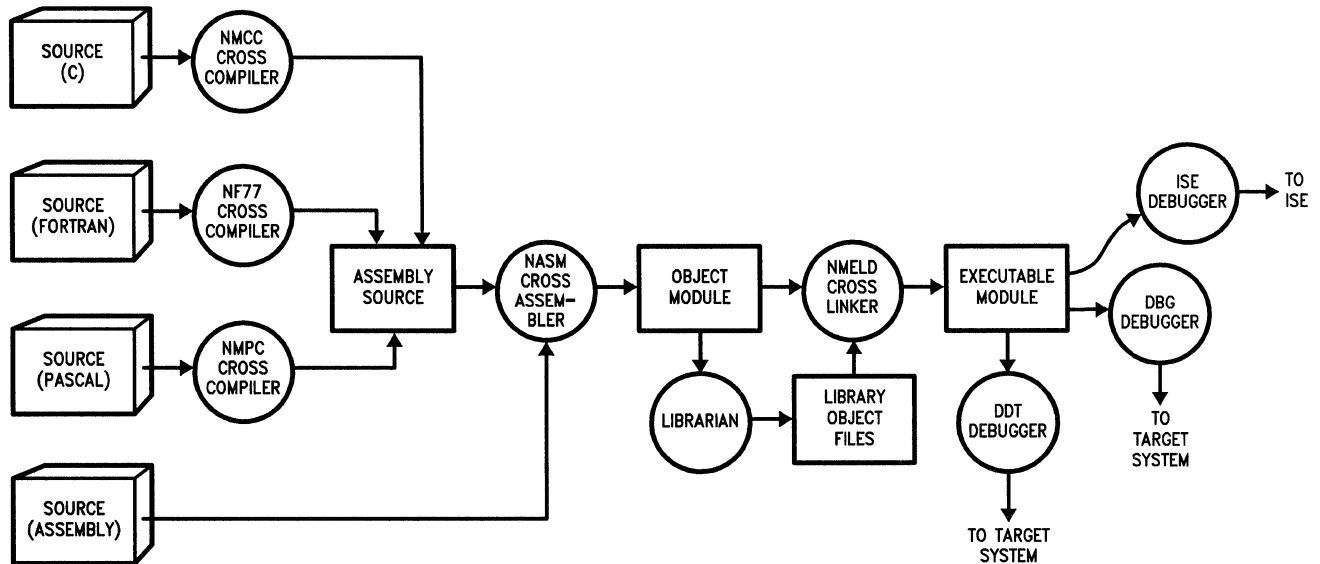 SOURCE
(C)
NMCC
CROSS
COMPILER
SOURCE
(FORTRAN)
NF77
CROSS
COMPILER
SOURCE
(PASCAL)
NMPC
CROSS
COMPILER
SOURCE
(ASSEMBLY)
ASSEMBLY
SOURCE
NASM
CROSS
ASSEM-
BLER
OBJECT
MODULE
LIBRARIAN
LIBRARY
OBJECT
FILES
NMELD
CROSS
LINKER
EXECUTABLE
MODULE
ISE
DEBUGGER
TO
ISE
DBG
DEBUGGER
TO
TARGET
SYSTEM
DDT
DEBUGGER
TO TARGET
SYSTEM